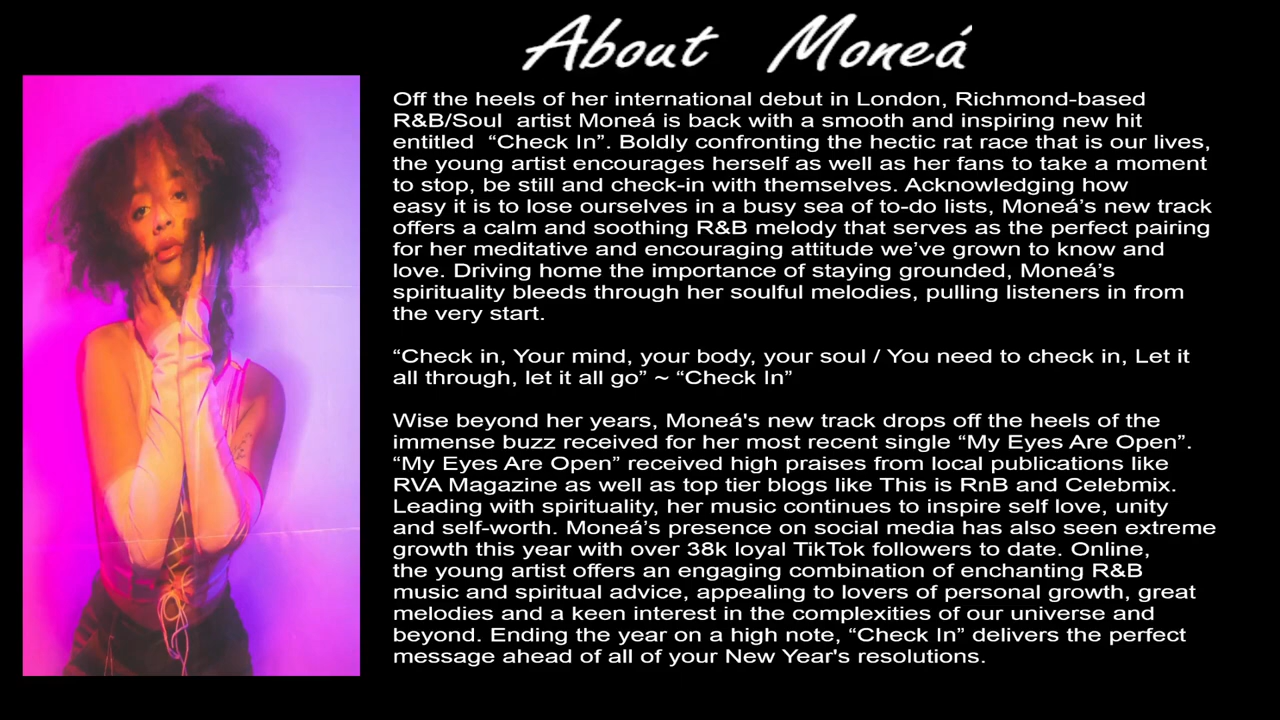 About Moneá
Off the heels of her international debut in London, Richmond-based
R&B/Soul  artist Moneá is back with a smooth and inspiring new hit
entitled  “Check In”. Boldly confronting the hectic rat race that is our lives,
the young artist encourages herself as well as her fans to take a moment
to stop, be still and check-in with themselves. Acknowledging how
easy it is to lose ourselves in a busy sea of to-do lists, Moneá’s new track
offers a calm and soothing R&B melody that serves as the perfect pairing
for her meditative and encouraging attitude we’ve grown to know and
love. Driving home the importance of staying grounded, Moneá’s
spirituality bleeds through her soulful melodies, pulling listeners in from
the very start.
“Check in, Your mind, your body, your soul / You need to check in, Let it
all through, let it all go” ~ “Check In”
Wise beyond her years, Moneá's new track drops off the heels of the
immense buzz received for her most recent single “My Eyes Are Open”.
“My Eyes Are Open” received high praises from local publications like
RVA Magazine as well as top tier blogs like This is RnB and Celebmix.
Leading with spirituality, her music continues to inspire self love, unity
and self-worth. Moneá’s presence on social media has also seen extreme
growth this year with over 38k loyal TikTok followers to date. Online,
the young artist offers an engaging combination of enchanting R&B
music and spiritual advice, appealing to lovers of personal growth, great
melodies and a keen interest in the complexities of our universe and
beyond. Ending the year on a high note, “Check In” delivers the perfect
message ahead of all of your New Year's resolutions.